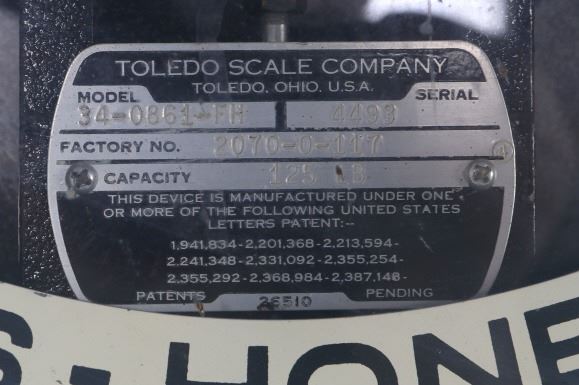 TOLEDO SCALE COMPANY
TOLEDO, OHIO, U.S.A.
MODEL SERIAL
34-0861-FH 4493
FACTORY NO. 2070-0-117
CAPACITY 125 LB
THIS DEVICE IS MANUFACTURED UNDER ONE
OR MORE OF THE FOLLOWING UNITED STATES
LETTERS PATENT:--
1,941,834-2,201,368-2,213,594-
2,241,348-2,331,092-2,355,254-
2,355,292-2,368,984-2,387,148-
PATENTS 26510 PENDING
S · HONE